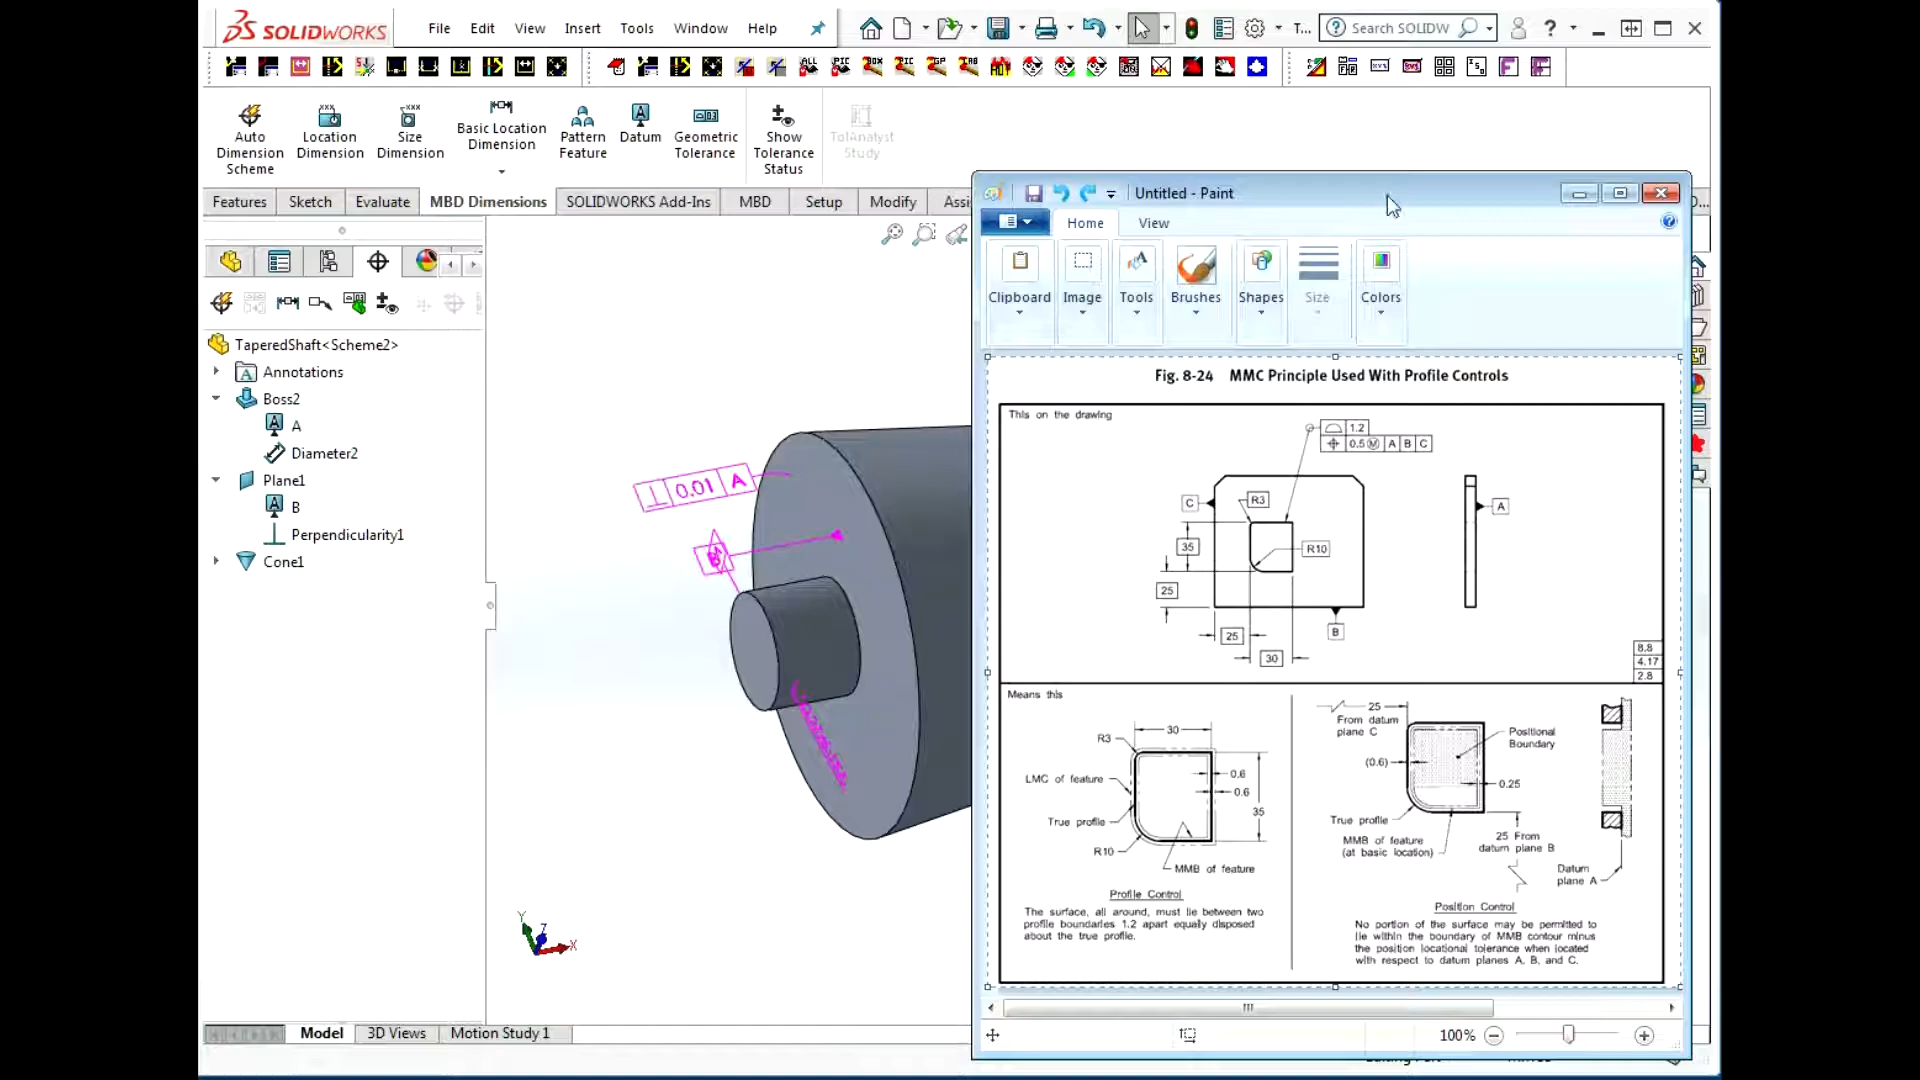 SOLIDWORKS
File Edit View Insert Tools Window Help
T...
Search SOLIDW
ALL PIC BOX PIC GP TAB
Auto Dimension Scheme
Location Dimension
Size Dimension
Basic Location Dimension
Pattern Feature
Datum
Geometric Tolerance
Show Tolerance Status
TolAnalyst Study
Features Sketch Evaluate MBD Dimensions SOLIDWORKS Add-Ins MBD Setup Modify Assi
TaperedShaft<Scheme2>
Annotations
Boss2
A
Diameter2
Plane1
B
Perpendicularity1
Cone1
⊥ 0.01 A
B
Y Z X
Model 3D Views Motion Study 1
Untitled - Paint
Home View
Clipboard Image Tools Brushes Shapes Size Colors
Fig. 8-24 MMC Principle Used With Profile Controls
This on the drawing
1.2
0.5 Ⓜ A B C
C
R3
A
35
R10
25
B
25
30
8.8
4.17
2.8
Means this
30
R3
LMC of feature
0.6
0.6
35
True profile
R10
MMB of feature
Profile Control
The surface, all around, must lie between two
profile boundaries 1.2 apart equally disposed
about the true profile.
25
From datum
plane C
Positional
Boundary
(0.6)
0.25
True profile
MMB of feature
(at basic location)
25 From
datum plane B
Datum
plane A
Position Control
No portion of the surface may be permitted to
lie within the boundary of MMB contour minus
the position locational tolerance when located
with respect to datum planes A, B, and C.
100%